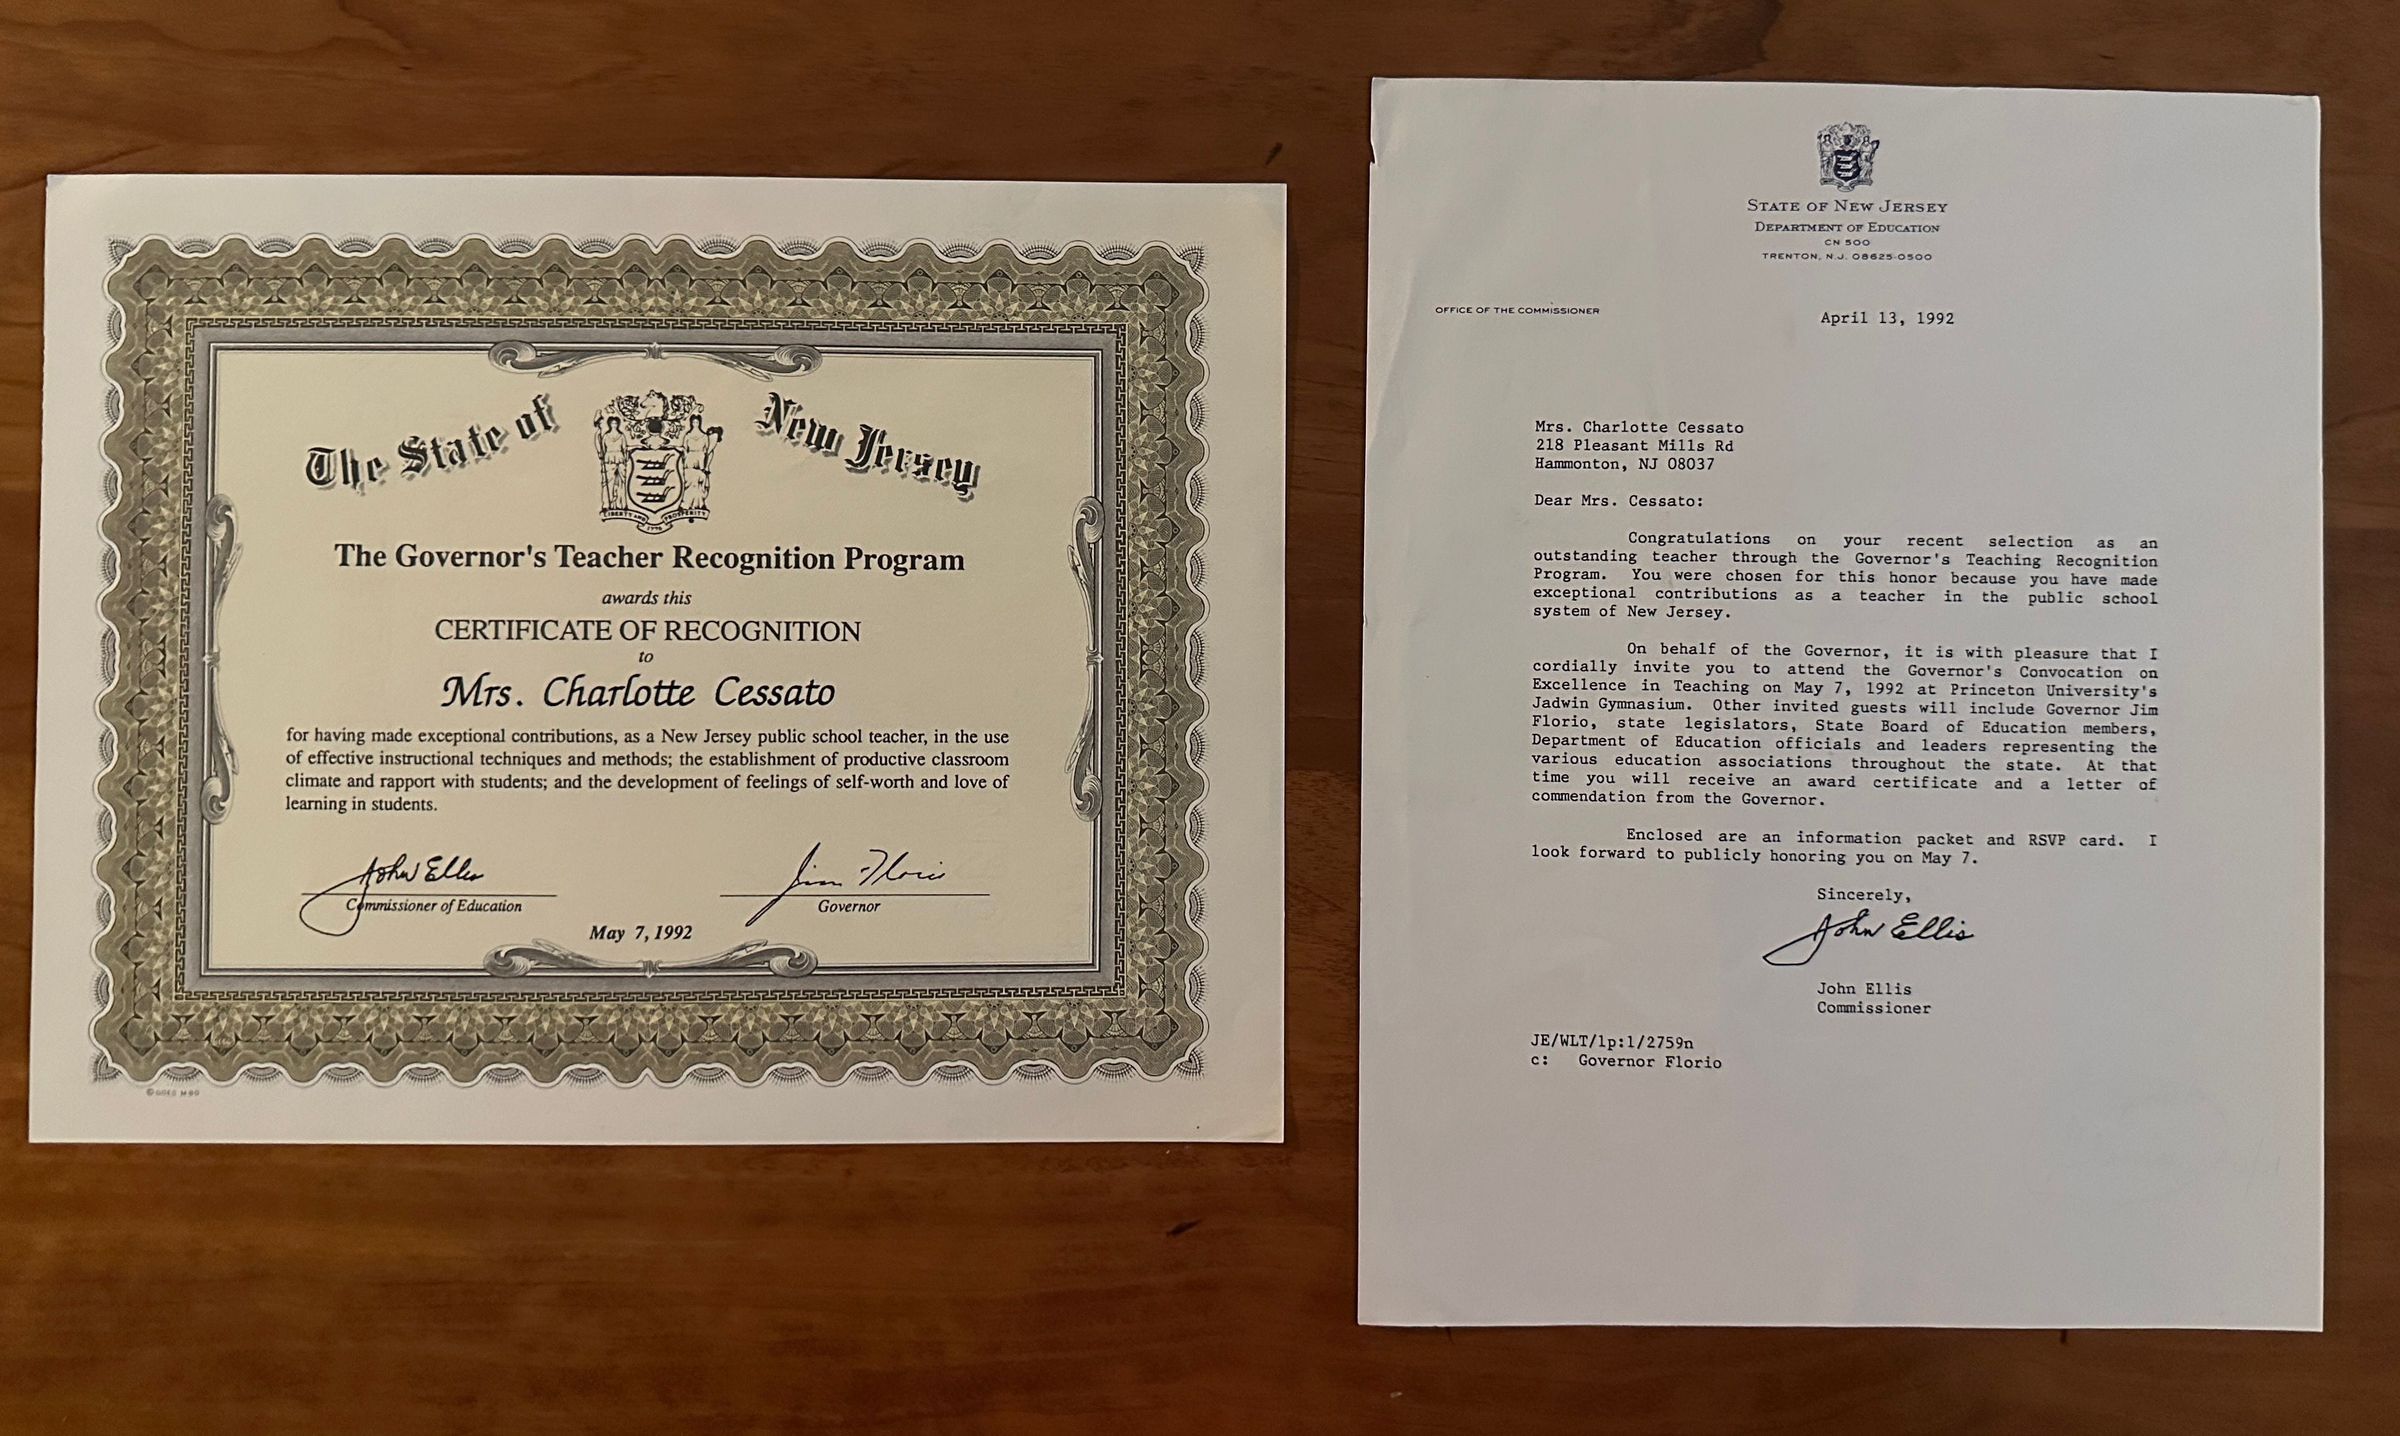 The State of New Jersey
LIBERTY AND PROSPERITY
1776
The Governor's Teacher Recognition Program
awards this
CERTIFICATE OF RECOGNITION
to
Mrs. Charlotte Cessato
for having made exceptional contributions, as a New Jersey public school teacher, in the use
of effective instructional techniques and methods; the establishment of productive classroom
climate and rapport with students; and the development of feelings of self-worth and love of
learning in students.
John Ellis
Commissioner of Education
Jim Florio
Governor
May 7, 1992
© GOES
STATE OF NEW JERSEY
DEPARTMENT OF EDUCATION
CN 500
TRENTON, N.J. 08625-0500
OFFICE OF THE COMMISSIONER
April 13, 1992
Mrs. Charlotte Cessato
218 Pleasant Mills Rd
Hammonton, NJ 08037
Dear Mrs. Cessato:
Congratulations on your recent selection as an
outstanding teacher through the Governor's Teaching Recognition
Program. You were chosen for this honor because you have made
exceptional contributions as a teacher in the public school
system of New Jersey.
On behalf of the Governor, it is with pleasure that I
cordially invite you to attend the Governor's Convocation on
Excellence in Teaching on May 7, 1992 at Princeton University's
Jadwin Gymnasium. Other invited guests will include Governor Jim
Florio, state legislators, State Board of Education members,
Department of Education officials and leaders representing the
various education associations throughout the state. At that
time you will receive an award certificate and a letter of
commendation from the Governor.
Enclosed are an information packet and RSVP card. I
look forward to publicly honoring you on May 7.
Sincerely,
John Ellis
John Ellis
Commissioner
JE/WLT/lp:1/2759n
c: Governor Florio